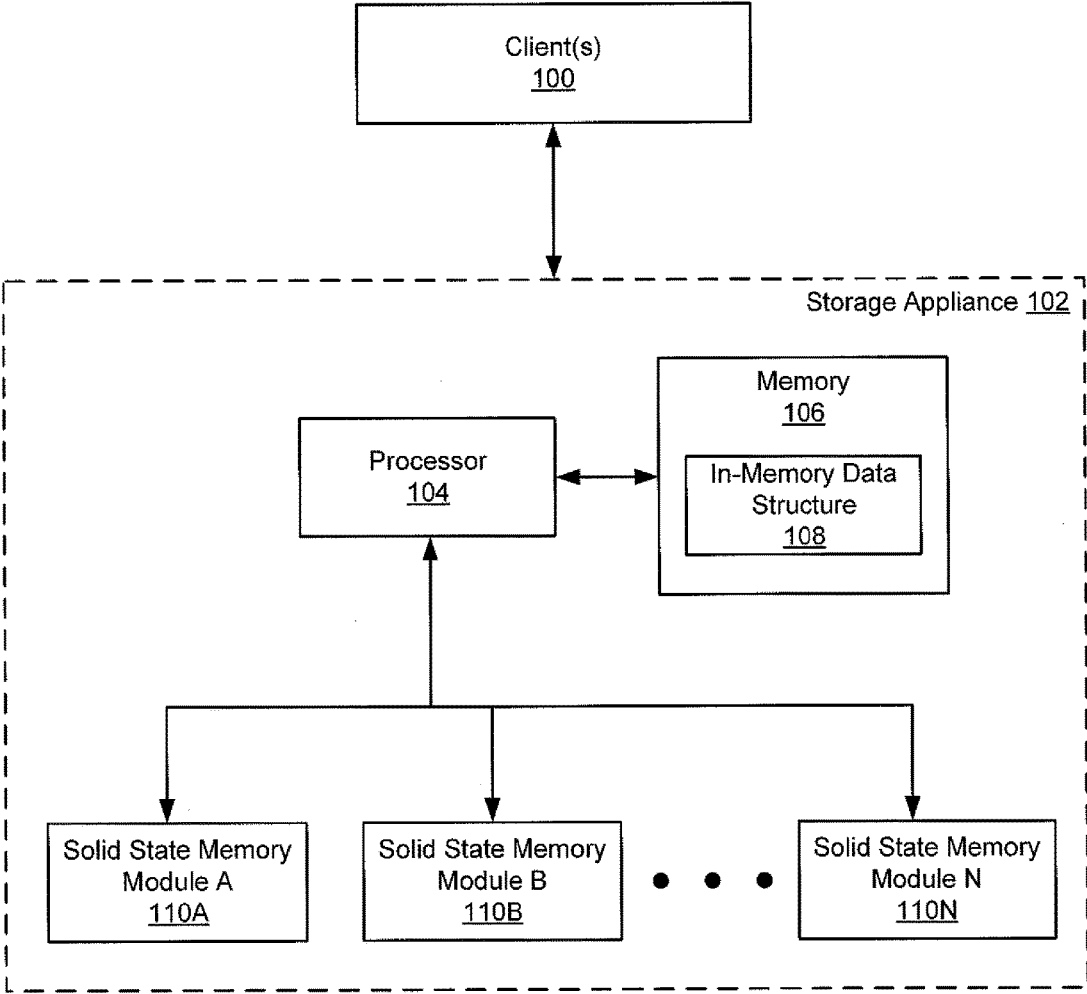 Client(s)
100
Storage Appliance 102
Memory
106
Processor
104
In-Memory Data
Structure
108
Solid State Memory
Module A
110A
Solid State Memory
Module B
110B
Solid State Memory
Module N
110N